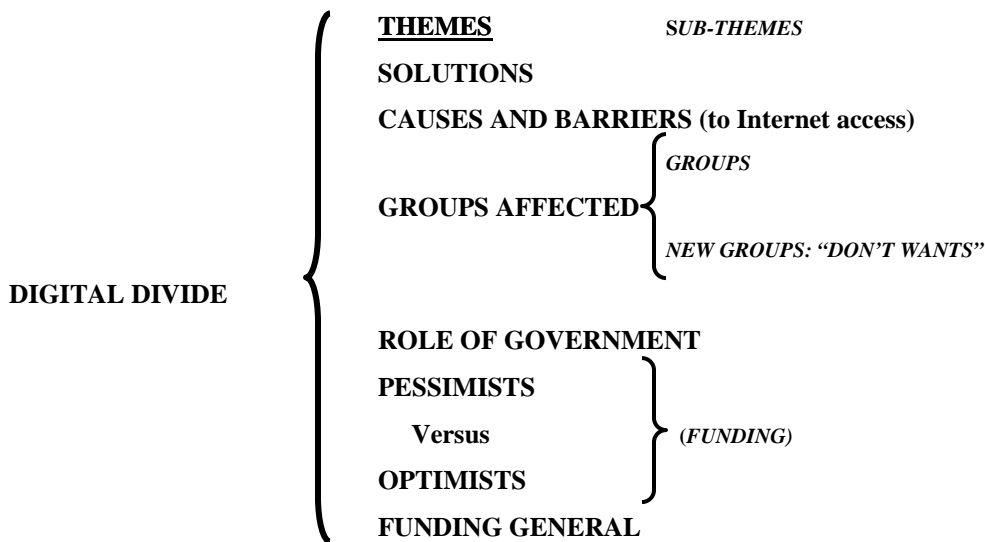 THEMES SUB-THEMES
SOLUTIONS
CAUSES AND BARRIERS (to Internet access)
GROUPS
GROUPS AFFECTED
NEW GROUPS: “DON’T WANTS”
DIGITAL DIVIDE
ROLE OF GOVERNMENT
PESSIMISTS
Versus (FUNDING)
OPTIMISTS
FUNDING GENERAL